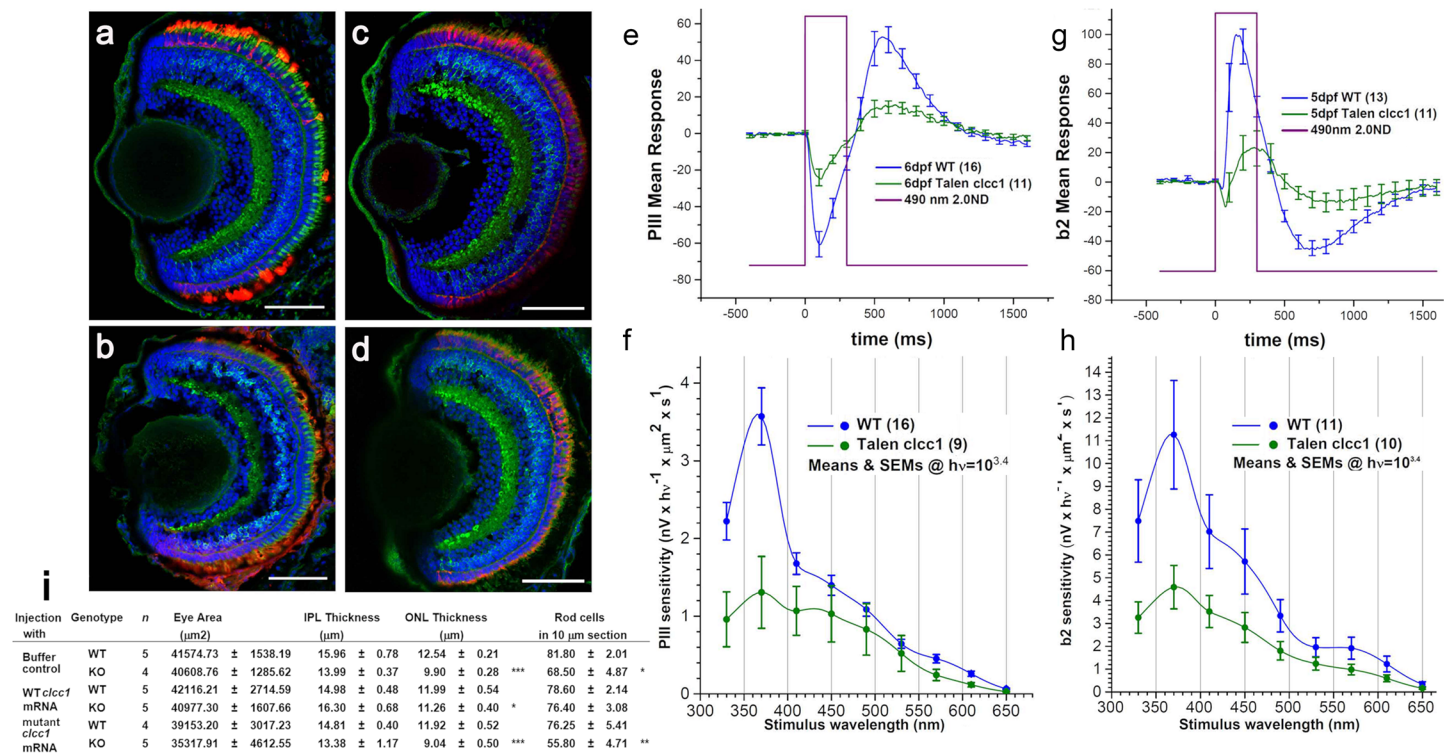 a
c
b
d
e
PIII Mean Response
60
40
20
0
-20
-40
-60
-80
6dpf WT (16)
6dpf Talen clcc1 (11)
490 nm 2.0ND
-500 0 500 1000 1500
time (ms)
g
b2 Mean Response
100
80
60
40
20
0
-20
-40
-60
-80
5dpf WT (13)
5dpf Talen clcc1 (11)
490nm 2.0ND
-500 0 500 1000 1500
time (ms)
f
PIII sensitivity (nV x hν⁻¹ x μm² x s¹)
4
3
2
1
0
WT (16)
Talen clcc1 (9)
Means & SEMs @ hν=10³·⁴
350 400 450 500 550 600 650
Stimulus wavelength (nm)
h
b2 sensitivity (nV x hν⁻¹ x μm² x s¹)
15
14
13
12
11
10
9
8
7
6
5
4
3
2
1
0
WT (11)
Talen clcc1 (10)
Means & SEMs @ hν=10³·⁴
350 400 450 500 550 600 650
Stimulus wavelength (nm)
i
Injection with Genotype n Eye Area (μm2) IPL Thickness (μm) ONL Thickness (μm) Rod cells in 10 μm section
Buffer control WT 5 41574.73 ± 1538.19 15.96 ± 0.78 12.54 ± 0.21 81.80 ± 2.01
KO 4 40608.76 ± 1285.62 13.99 ± 0.37 9.90 ± 0.28 *** 68.50 ± 4.87 *
WT clcc1 mRNA WT 5 42116.21 ± 2714.59 14.98 ± 0.48 11.99 ± 0.54 78.60 ± 2.14
KO 5 40977.30 ± 1607.66 16.30 ± 0.68 11.26 ± 0.40 * 76.40 ± 3.08
mutant clcc1 mRNA WT 4 39153.20 ± 3017.23 14.81 ± 0.40 11.92 ± 0.52 76.25 ± 5.41
KO 5 35317.91 ± 4612.55 13.38 ± 1.17 9.04 ± 0.50 *** 55.80 ± 4.71 **